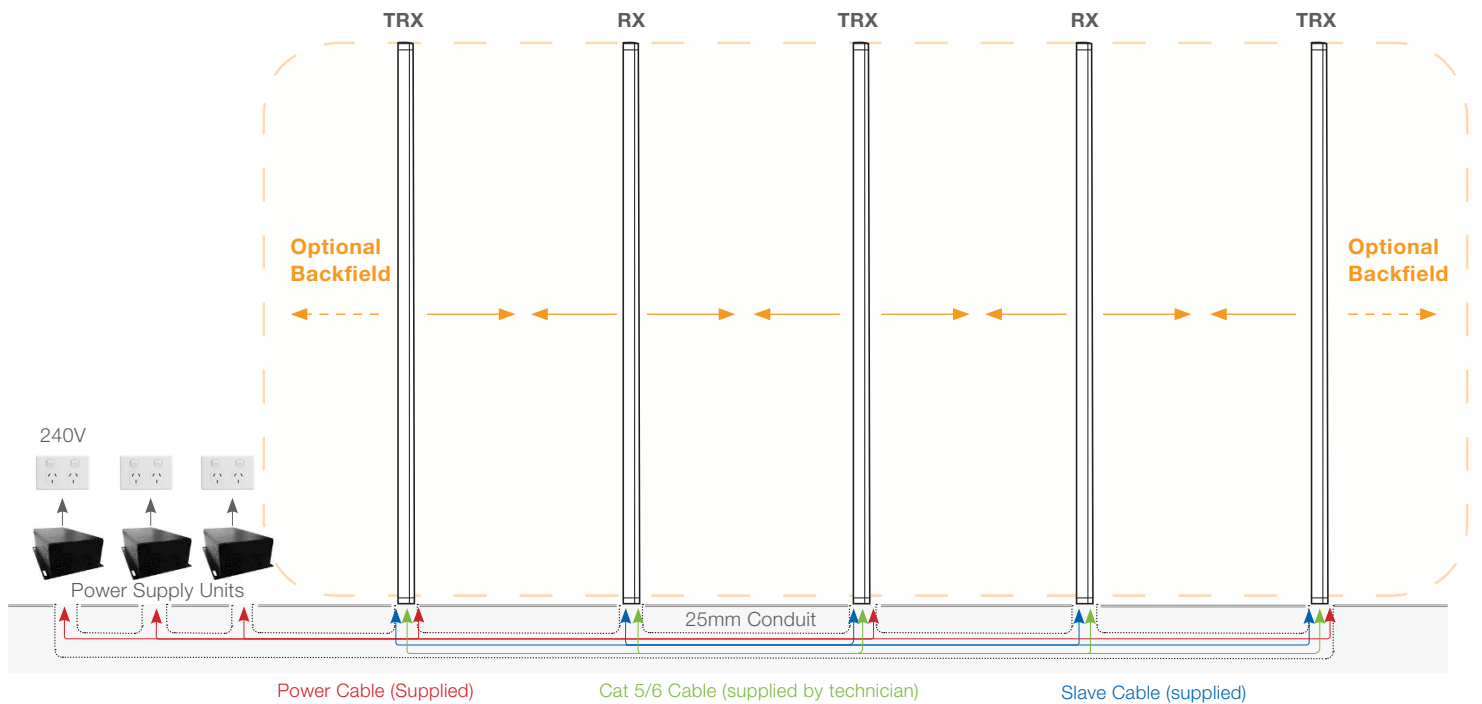 TRX RX TRX RX TRX
Optional
Backfield
Optional
Backfield
240V
Power Supply Units
25mm Conduit
Power Cable (Supplied) Cat 5/6 Cable (supplied by technician) Slave Cable (supplied)